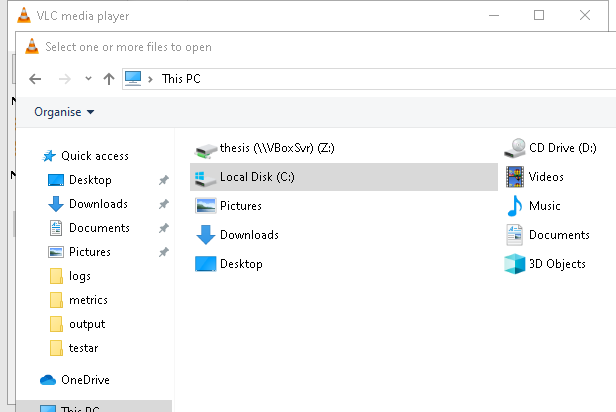 VLC media player
Select one or more files to open
This PC
Organise
Quick access
Desktop
Downloads
Documents
Pictures
logs
metrics
output
testar
OneDrive
This PC
thesis (\\VBoxSvr) (Z:)
CD Drive (D:)
Local Disk (C:)
Videos
Pictures
Music
Downloads
Documents
Desktop
3D Objects